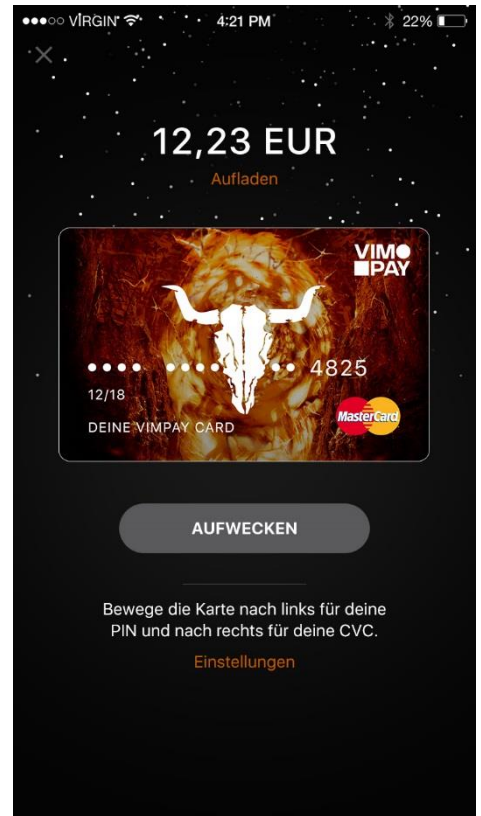 VIRGIN 4:21 PM 22%
12,23 EUR
Aufladen
VIMO
PAY
•••• •••• •••• 4825
12/18
DEINE VIMPAY CARD
MasterCard
AUFWECKEN
Bewege die Karte nach links für deine
PIN und nach rechts für deine CVC.
Einstellungen